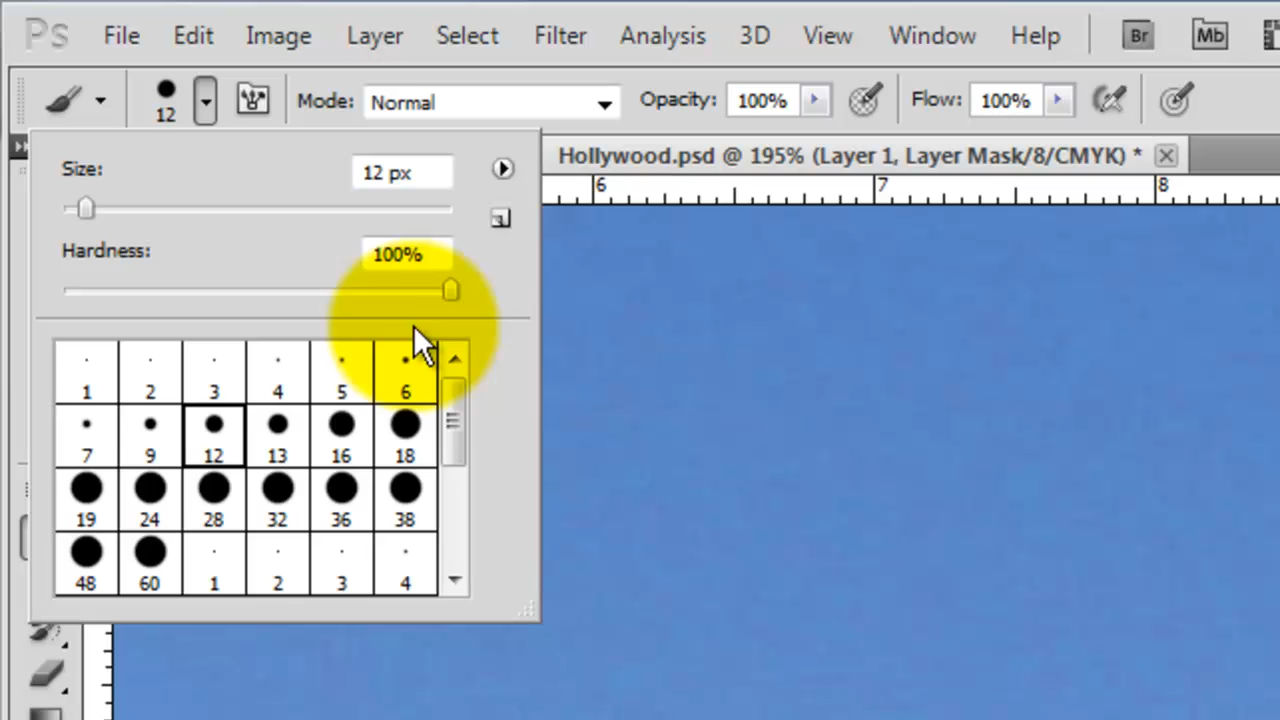 Ps File Edit Image Layer Select Filter Analysis 3D View Window Help Br Mb
12 Mode: Normal Opacity: 100% Flow: 100%
Hollywood.psd @ 195% (Layer 1, Layer Mask/8/CMYK) *
Size: 12 px
6 7 8
Hardness: 100%
1 2 3 4 5 6
7 9 12 13 16 18
19 24 28 32 36 38
48 60 1 2 3 4